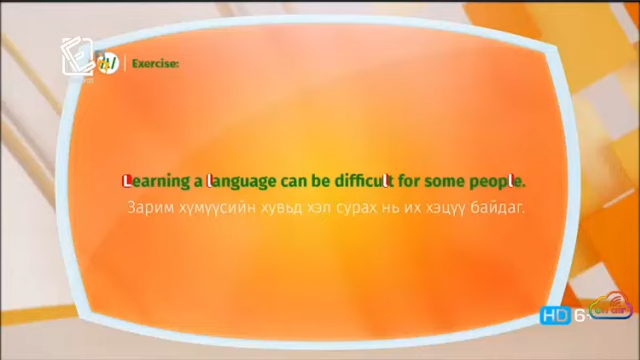 /l/ Exercise:
Learning a language can be difficult for some people.
Зарим хүмүүсийн хувьд хэл сурах нь их хэцүү байдаг.
HD 6+